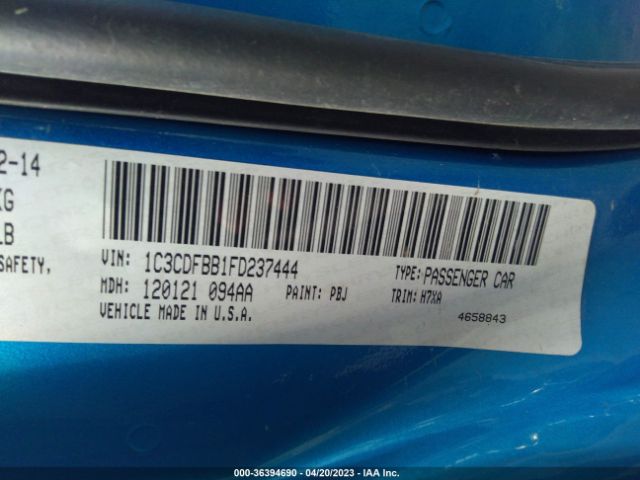 2-14
KG
LB
SAFETY.
VIN: 1C3CDFBB1FD237444
TYPE: PASSENGER CAR
MDH: 120121 094AA PAINT: PBJ TRIM: H7XA
VEHICLE MADE IN U.S.A.
4658843
000-36394690 - 04/20/2023 - IAA Inc.